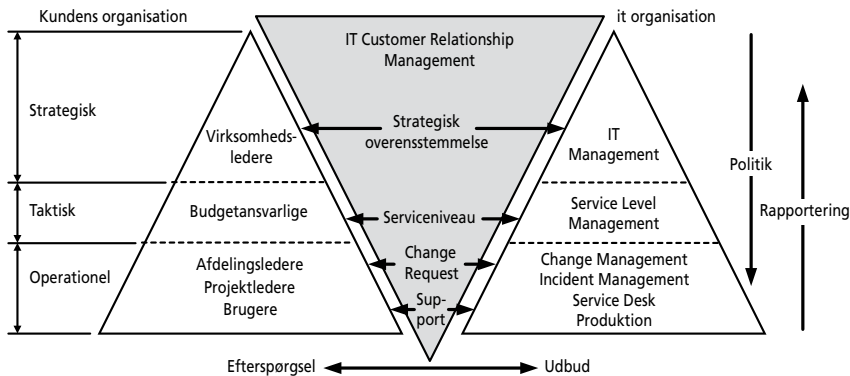 Kundens organisation
IT Customer Relationship
Management
it organisation
Strategisk
Virksomheds-
ledere
Strategisk
overensstemmelse
IT
Management
Politik
Taktisk
Budgetansvarlige
Serviceniveau
Service Level
Management
Rapportering
Operationel
Afdelingsledere
Projektledere
Brugere
Change
Request
Sup-
port
Change Management
Incident Management
Service Desk
Produktion
Efterspørgsel
Udbud